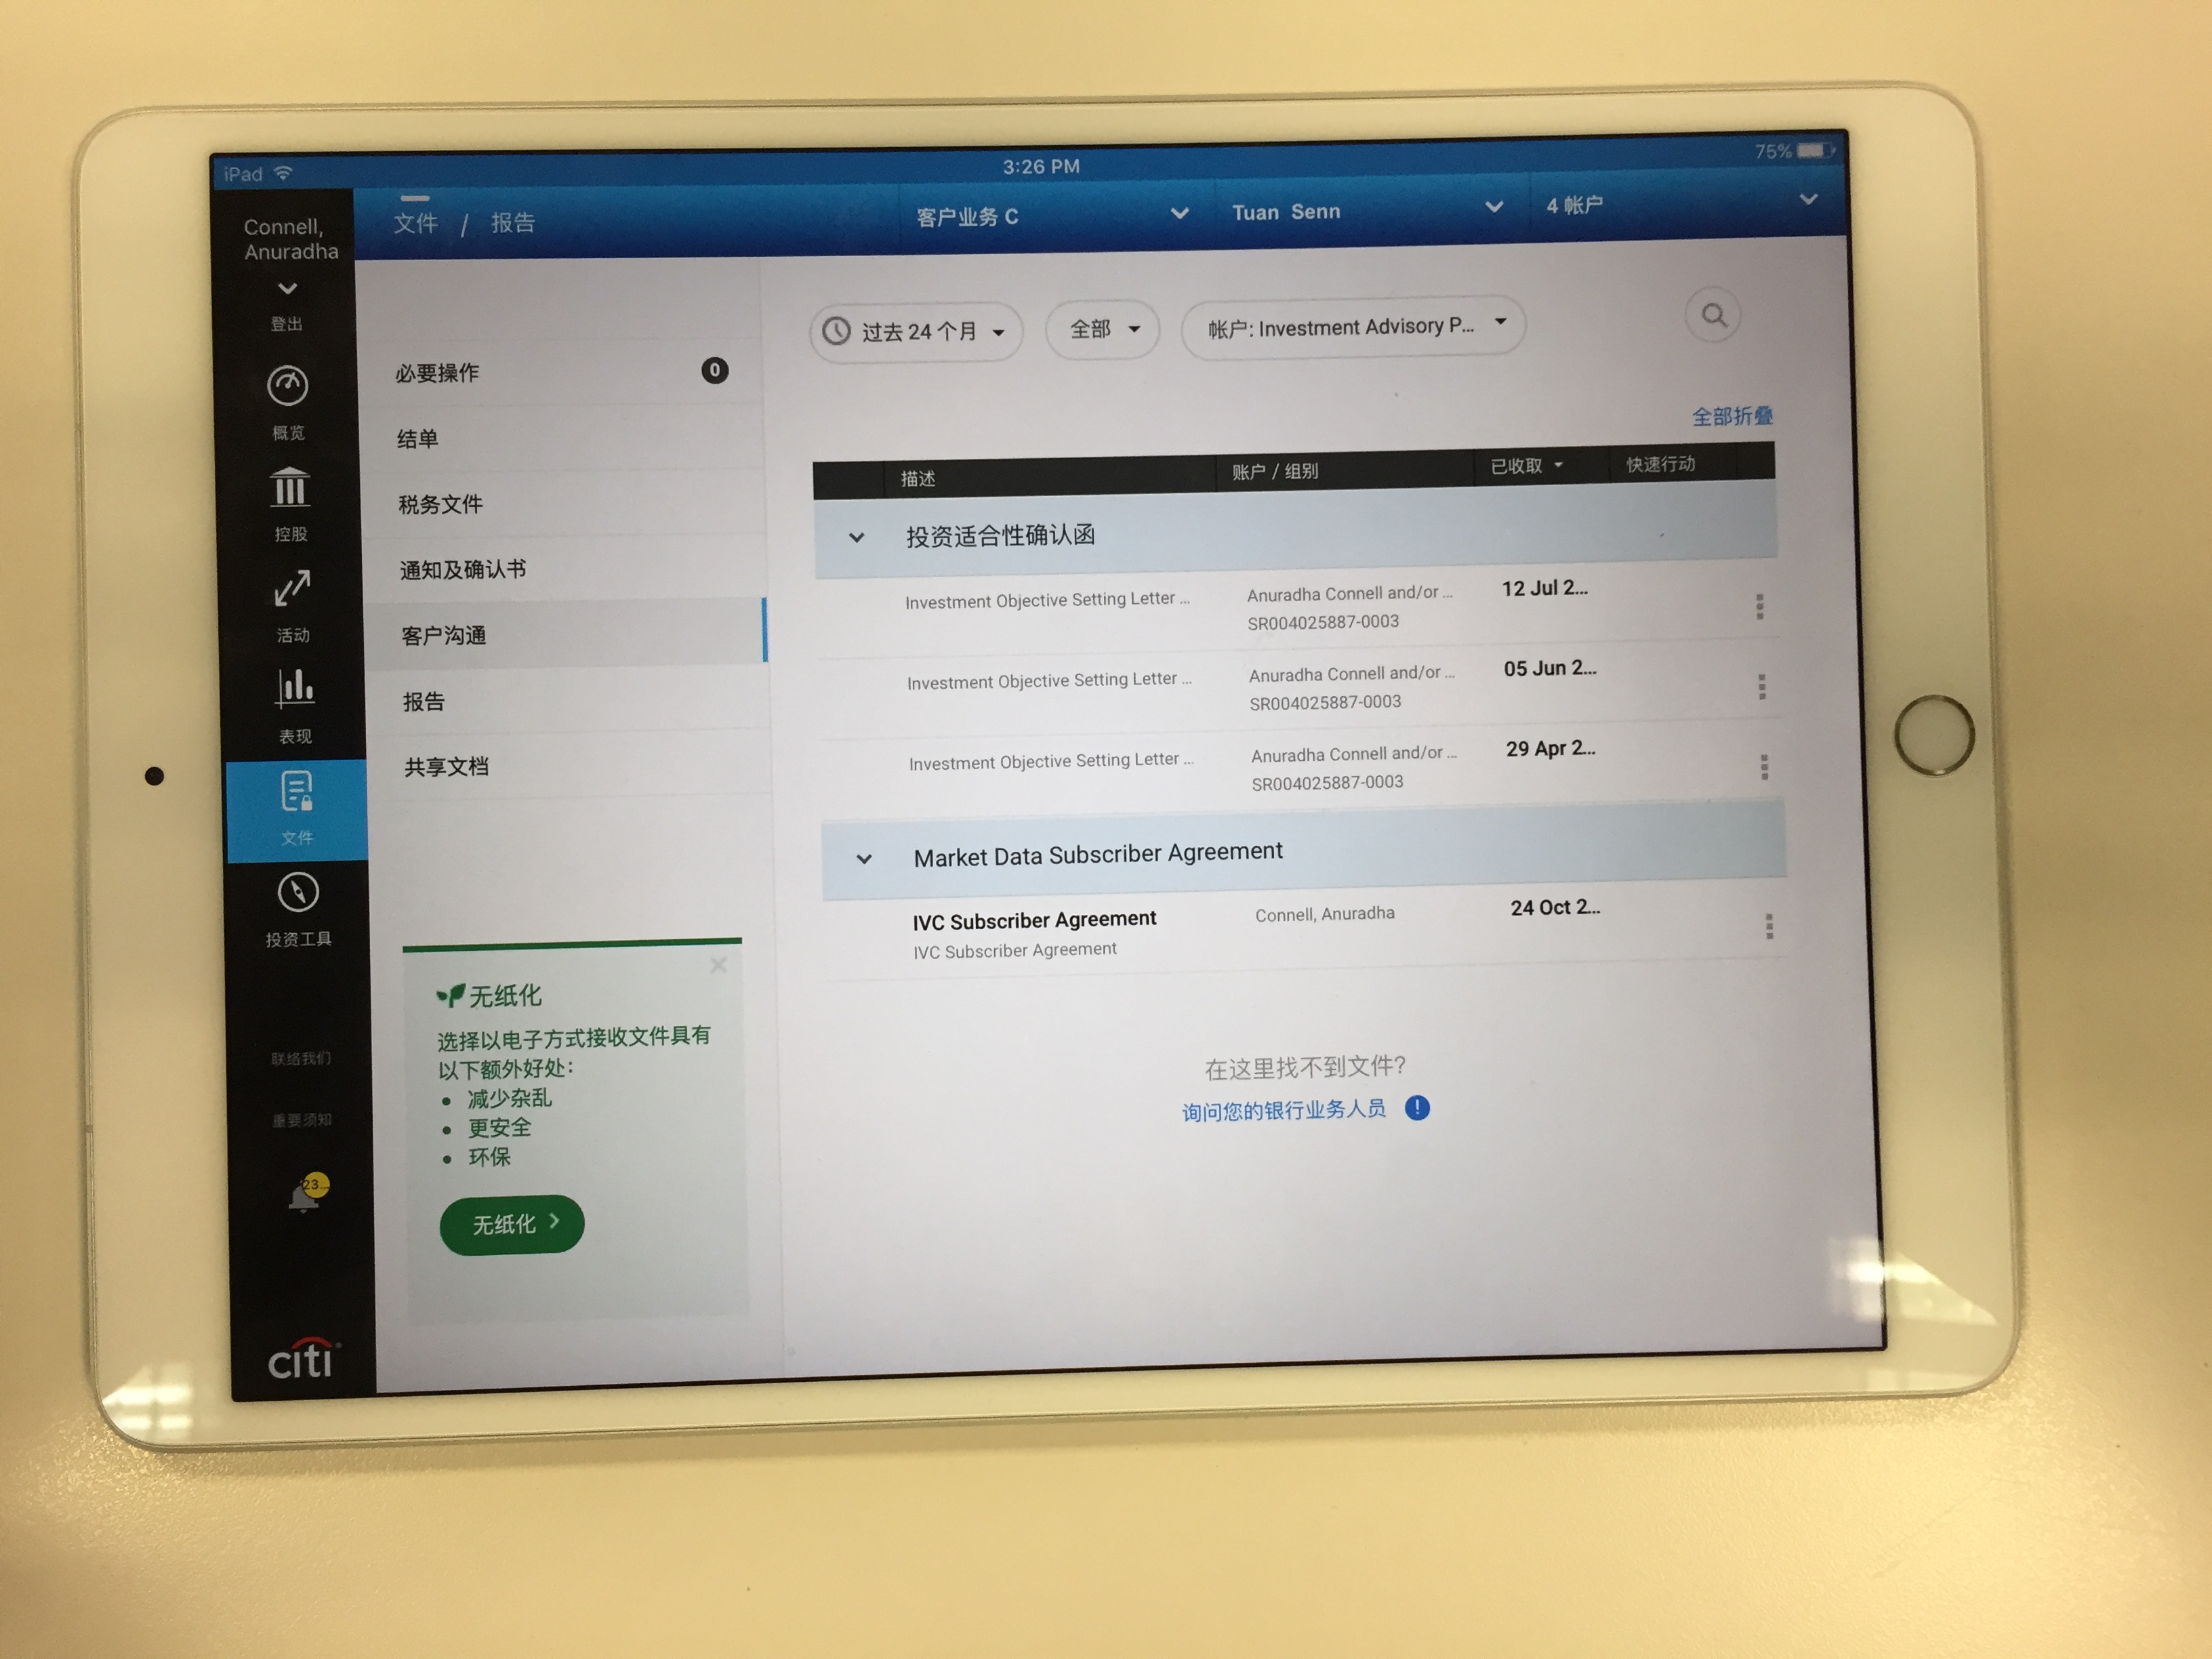 iPad
3:26 PM
75%
Connell,
Anuradha
登出
概览
控股
活动
表现
文件
投资工具
联络我们
重要须知
23...
citi
文件 / 报告
客户业务 C
Tuan Senn
4 帐户
必要操作
0
结单
税务文件
通知及确认书
客户沟通
报告
共享文档
无纸化
选择以电子方式接收文件具有
以下额外好处：
• 减少杂乱
• 更安全
• 环保
无纸化
过去 24 个月
全部
帐户: Investment Advisory P...
全部折叠
描述
账户 / 组别
已收取
快速行动
投资适合性确认函
Investment Objective Setting Letter ...
Anuradha Connell and/or ...
SR004025887-0003
12 Jul 2...
Investment Objective Setting Letter ...
Anuradha Connell and/or ...
SR004025887-0003
05 Jun 2...
Investment Objective Setting Letter ...
Anuradha Connell and/or ...
SR004025887-0003
29 Apr 2...
Market Data Subscriber Agreement
IVC Subscriber Agreement
IVC Subscriber Agreement
Connell, Anuradha
24 Oct 2...
在这里找不到文件?
询问您的银行业务人员